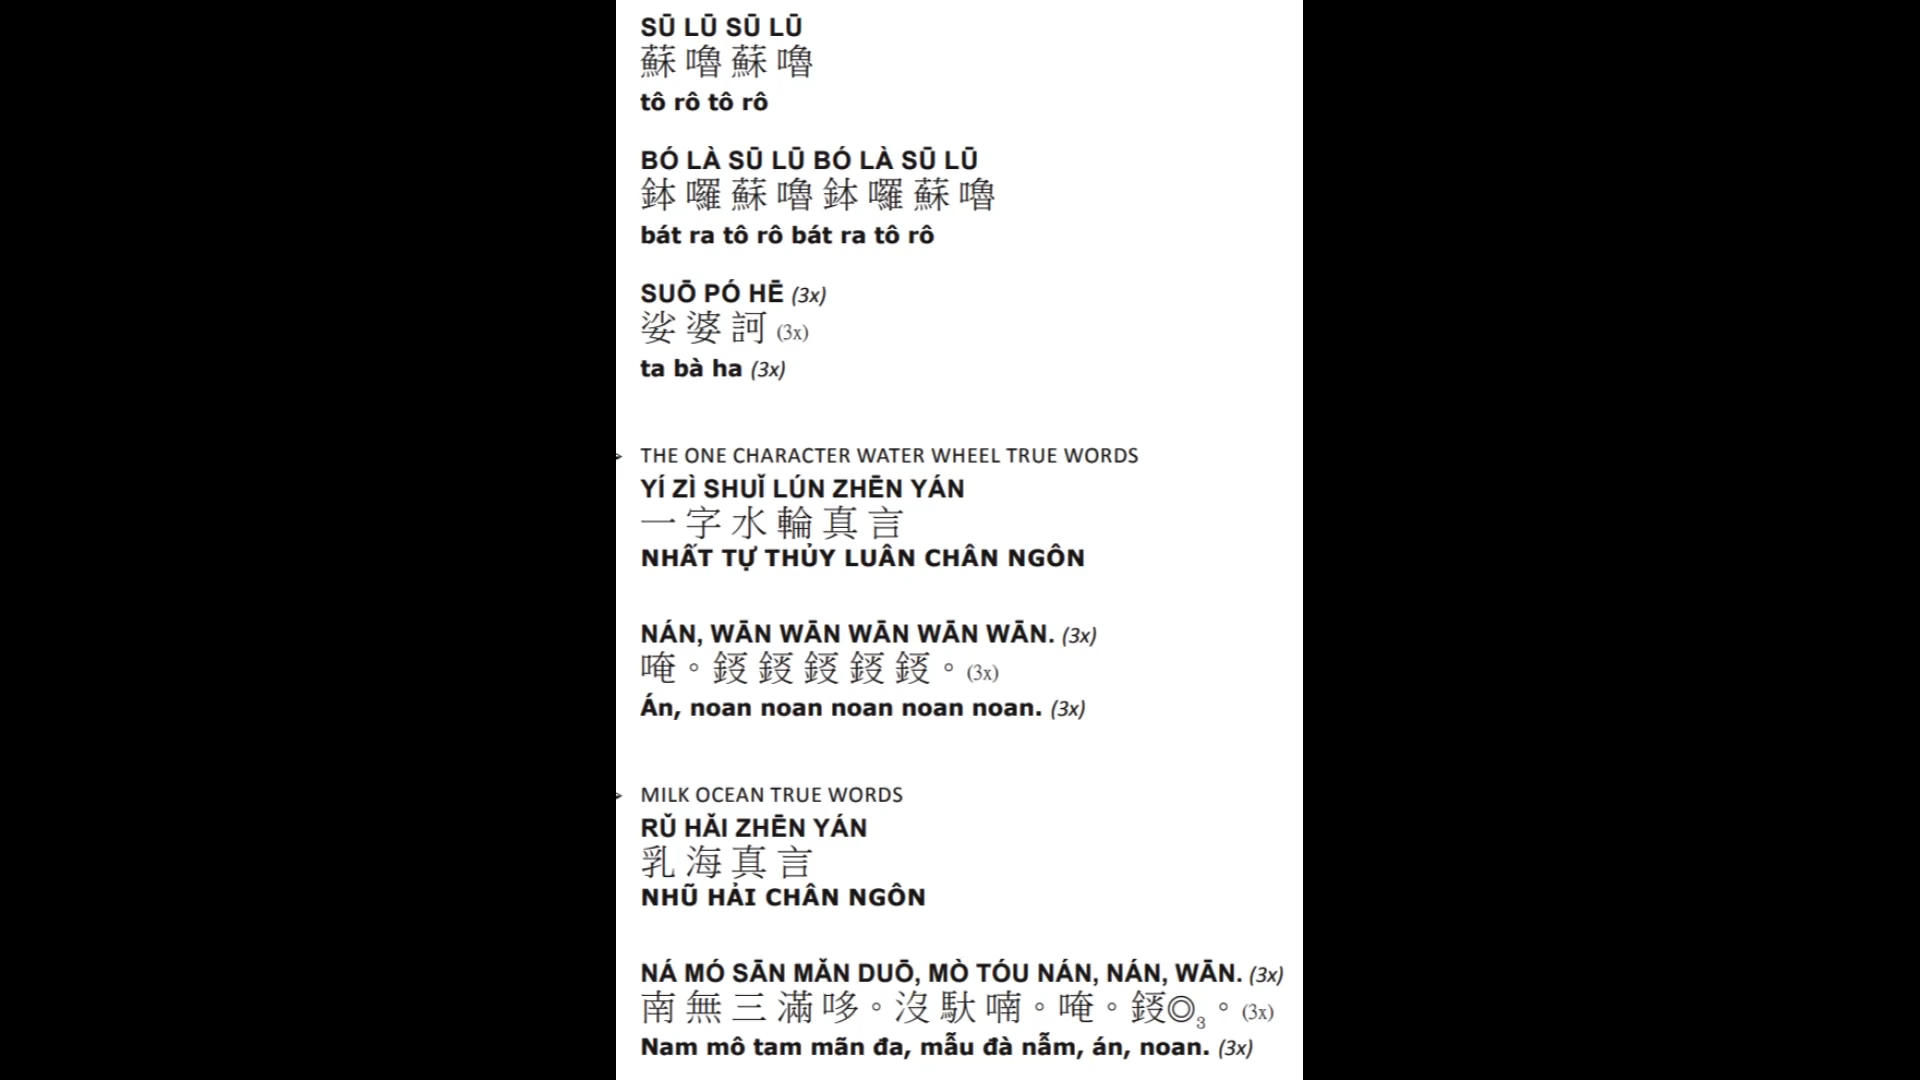 SŪ LŪ SŪ LŪ
蘇 嚕 蘇 嚕
tô rô tô rô
BÓ LÀ SŪ LŪ BÓ LÀ SŪ LŪ
鉢 囉 蘇 嚕 鉢 囉 蘇 嚕
bát ra tô rô bát ra tô rô
SUŌ PÓ HĒ (3x)
娑 婆 訶 (3x)
ta bà ha (3x)
THE ONE CHARACTER WATER WHEEL TRUE WORDS
YÍ ZÌ SHUǏ LÚN ZHĒN YÁN
一 字 水 輪 真 言
NHẤT TỰ THỦY LUÂN CHÂN NGÔN
NÁN, WĀN WĀN WĀN WĀN WĀN. (3x)
唵。鋄 鋄 鋄 鋄 鋄 。(3x)
Án, noan noan noan noan noan. (3x)
MILK OCEAN TRUE WORDS
RǓ HǍI ZHĒN YÁN
乳 海 真 言
NHŨ HẢI CHÂN NGÔN
NÁ MÓ SĀN MǍN DUŌ, MÒ TÓU NÁN, NÁN, WĀN. (3x)
南 無 三 滿 哆。沒 馱 喃。唵。鋄◎3。(3x)
Nam mô tam mãn đa, mẫu đà nẫm, án, noan. (3x)